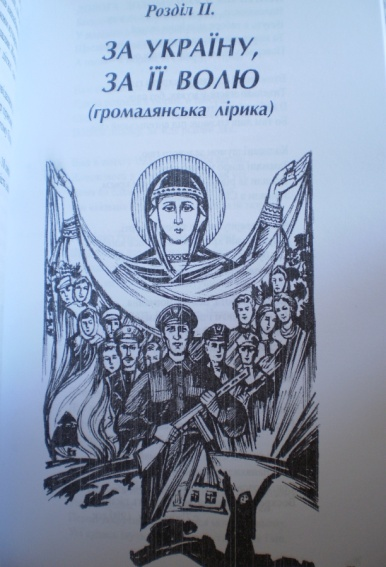 Розділ II.
ЗА УКРАЇНУ,
ЗА ЇЇ ВОЛЮ
(громадянська лірика)